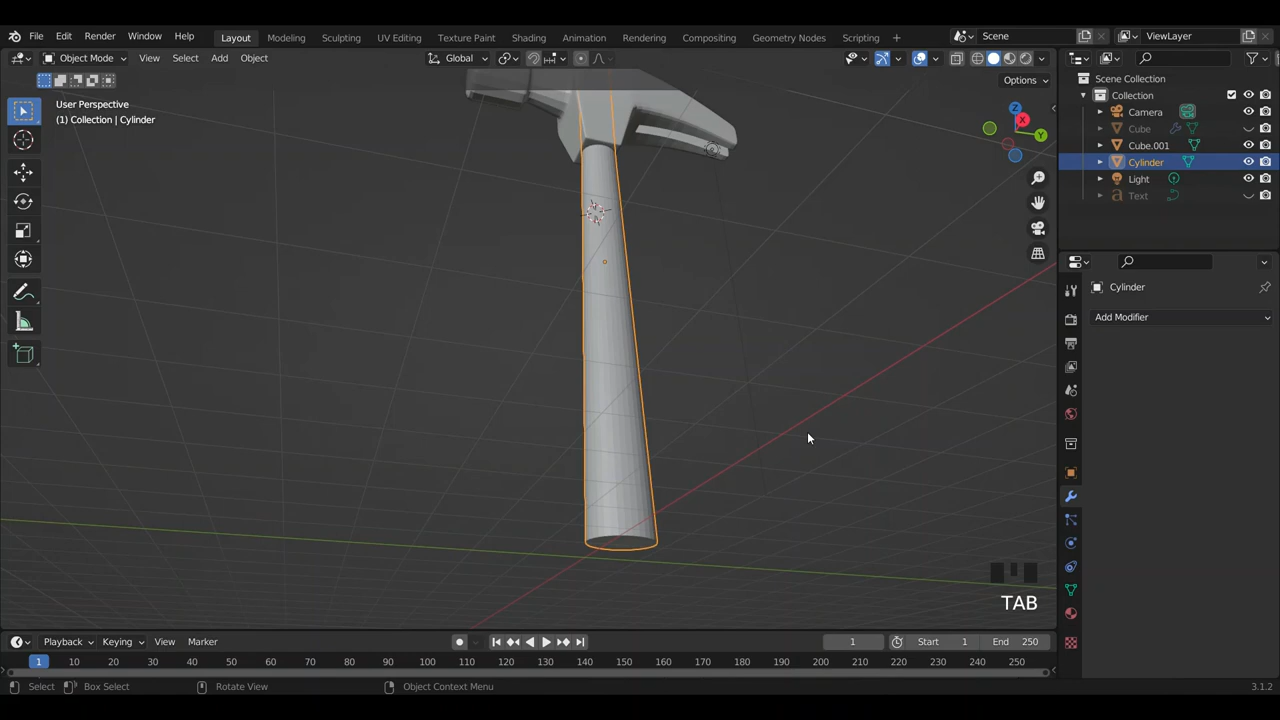 File Edit Render Window Help Layout Modeling Sculpting UV Editing Texture Paint Shading Animation Rendering Compositing Geometry Nodes Scripting + Scene ViewLayer
Object Mode View Select Add Object Global
Options
User Perspective
(1) Collection | Cylinder
X
Y
Z
Scene Collection
Collection
Camera
Cube
Cube.001
Cylinder
Light
a Text
Cylinder
Add Modifier
TAB
Playback Keying View Marker 1 Start 1 End 250
1 10 20 30 40 50 60 70 80 90 100 110 120 130 140 150 160 170 180 190 200 210 220 230 240 250
Select Box Select Rotate View Object Context Menu 3.1.2